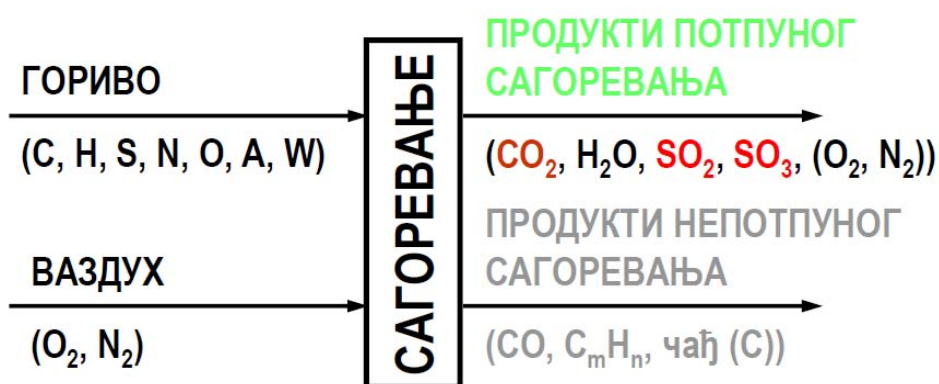 ГОРИВО
(C, H, S, N, O, A, W)
ВАЗДУХ
(O₂, N₂)
САГОРЕВАЊЕ
ПРОДУКТИ ПОТПУНОГ
САГОРЕВАЊА
(CO₂, H₂O, SO₂, SO₃, (O₂, N₂))
ПРОДУКТИ НЕПОТПУНОГ
САГОРЕВАЊА
(CO, CₘHₙ, чађ (C))